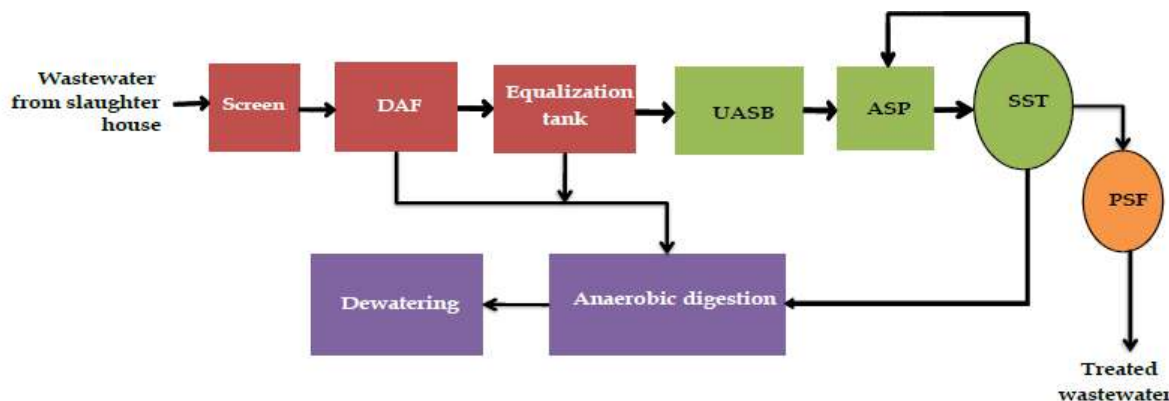 Wastewater
from slaughter
house
Screen
DAF
Equalization
tank
UASB
ASP
SST
PSF
Dewatering
Anaerobic digestion
Treated
wastewater